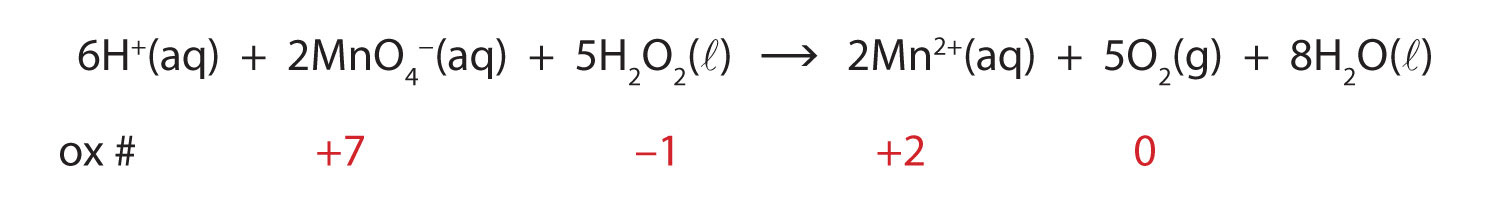 6H⁺(aq) + 2MnO₄⁻(aq) + 5H₂O₂(ℓ) ⟶ 2Mn²⁺(aq) + 5O₂(g) + 8H₂O(ℓ)
ox # +7 –1 +2 0